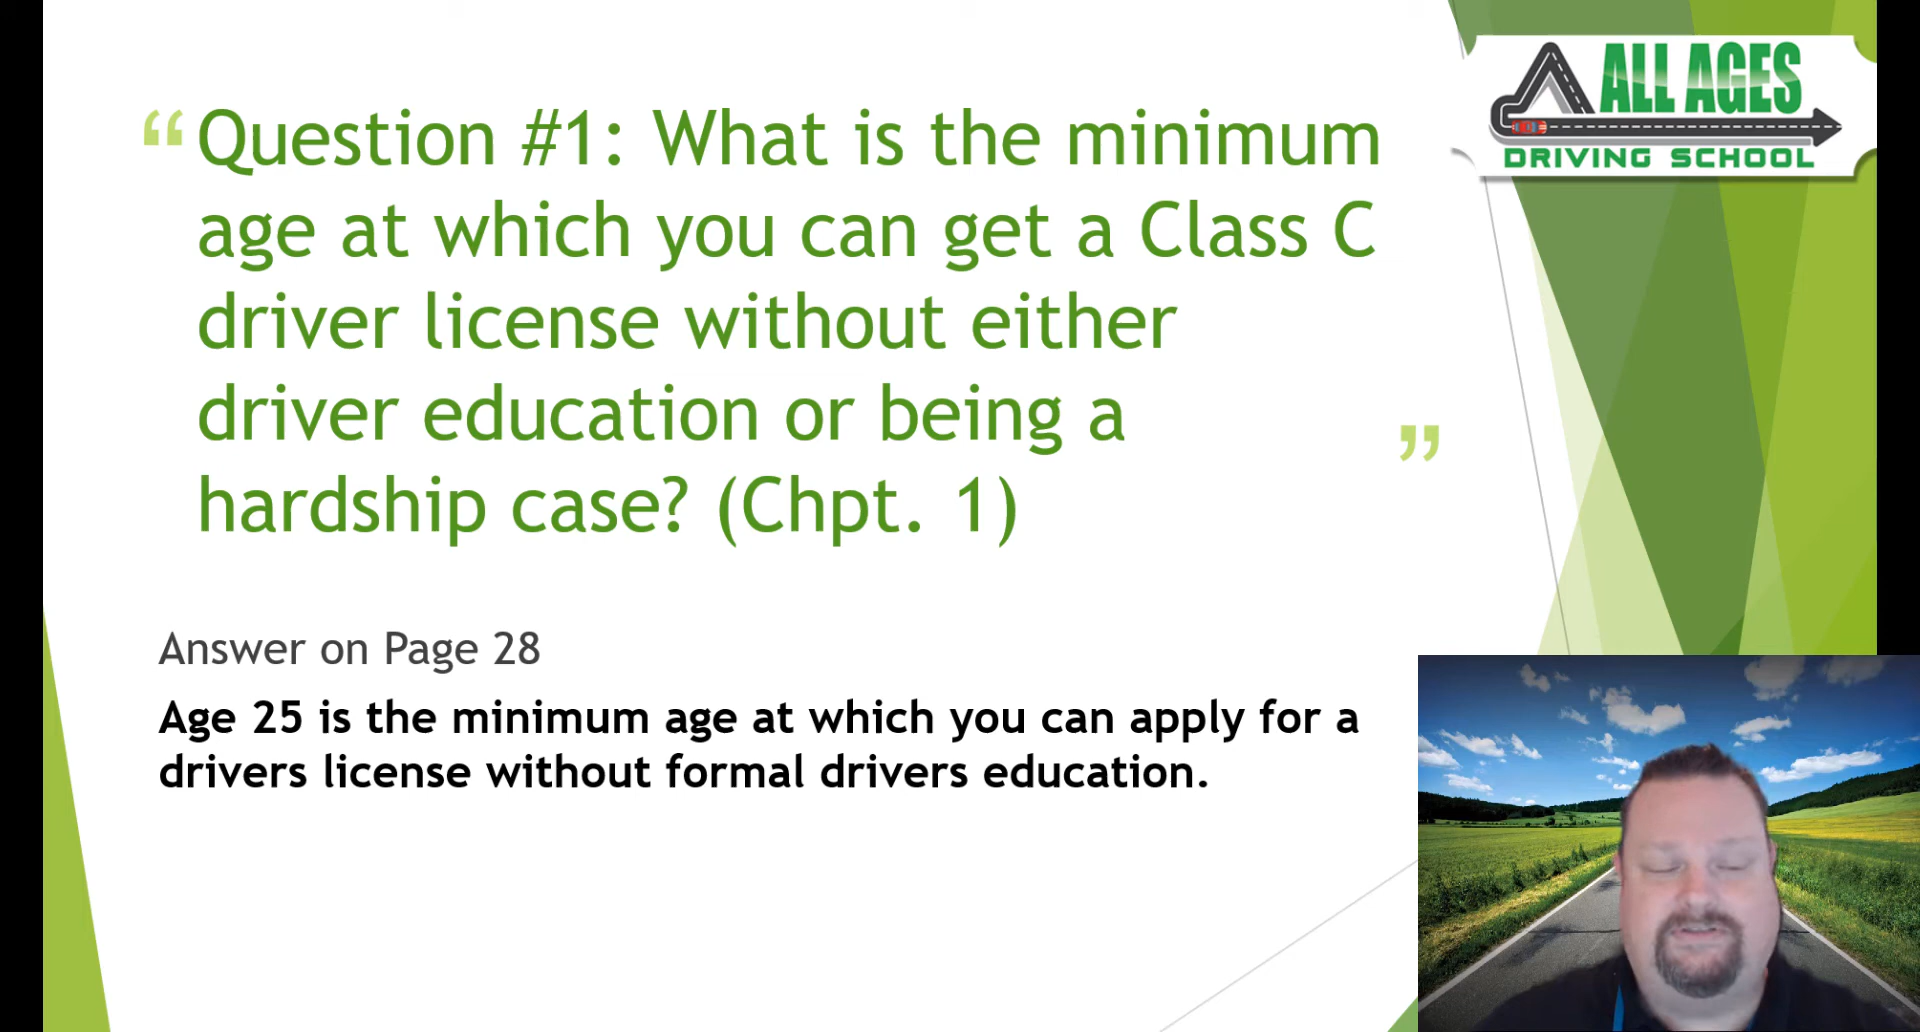 ALL AGES
DRIVING SCHOOL
“Question #1: What is the minimum
age at which you can get a Class C
driver license without either
driver education or being a
hardship case? (Chpt. 1)”
Answer on Page 28
Age 25 is the minimum age at which you can apply for a
drivers license without formal drivers education.